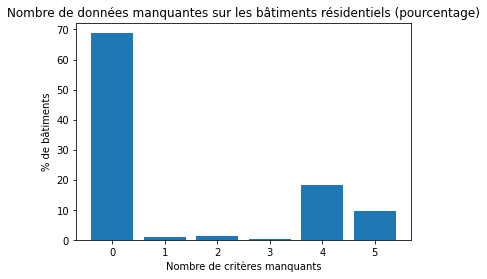 Nombre de données manquantes sur les bâtiments résidentiels (pourcentage)
70
60
50
40
30
20
10
0
% de bâtiments
0 1 2 3 4 5
Nombre de critères manquants